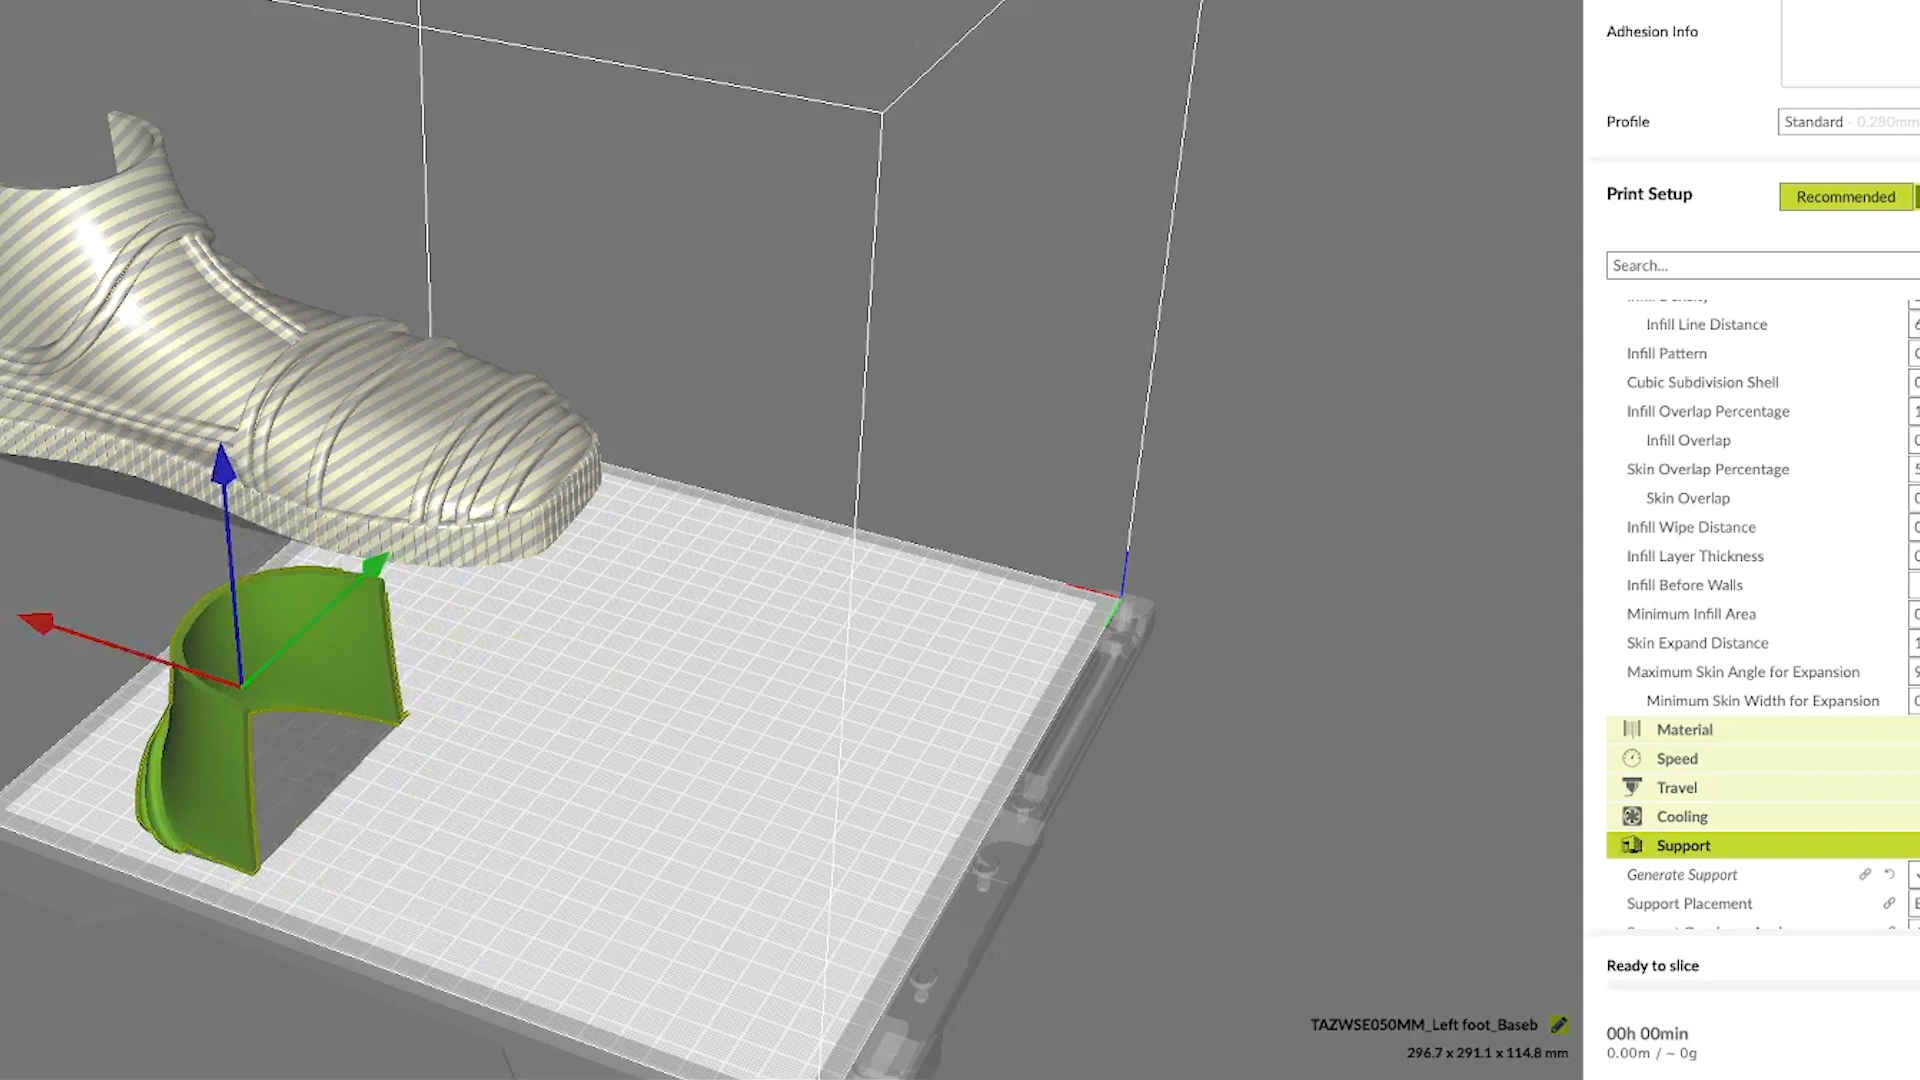 Adhesion Info
Profile
Standard - 0.280mm
Print Setup
Recommended
Search...
Infill Line Distance
Infill Pattern
Cubic Subdivision Shell
Infill Overlap Percentage
Infill Overlap
Skin Overlap Percentage
Skin Overlap
Infill Wipe Distance
Infill Layer Thickness
Infill Before Walls
Minimum Infill Area
Skin Expand Distance
Maximum Skin Angle for Expansion
Minimum Skin Width for Expansion
Material
Speed
Travel
Cooling
Support
Generate Support
Support Placement
Ready to slice
TAZWSE050MM_Left foot_Baseb
296.7 x 291.1 x 114.8 mm
00h 00min
0.00m / ~ 0g